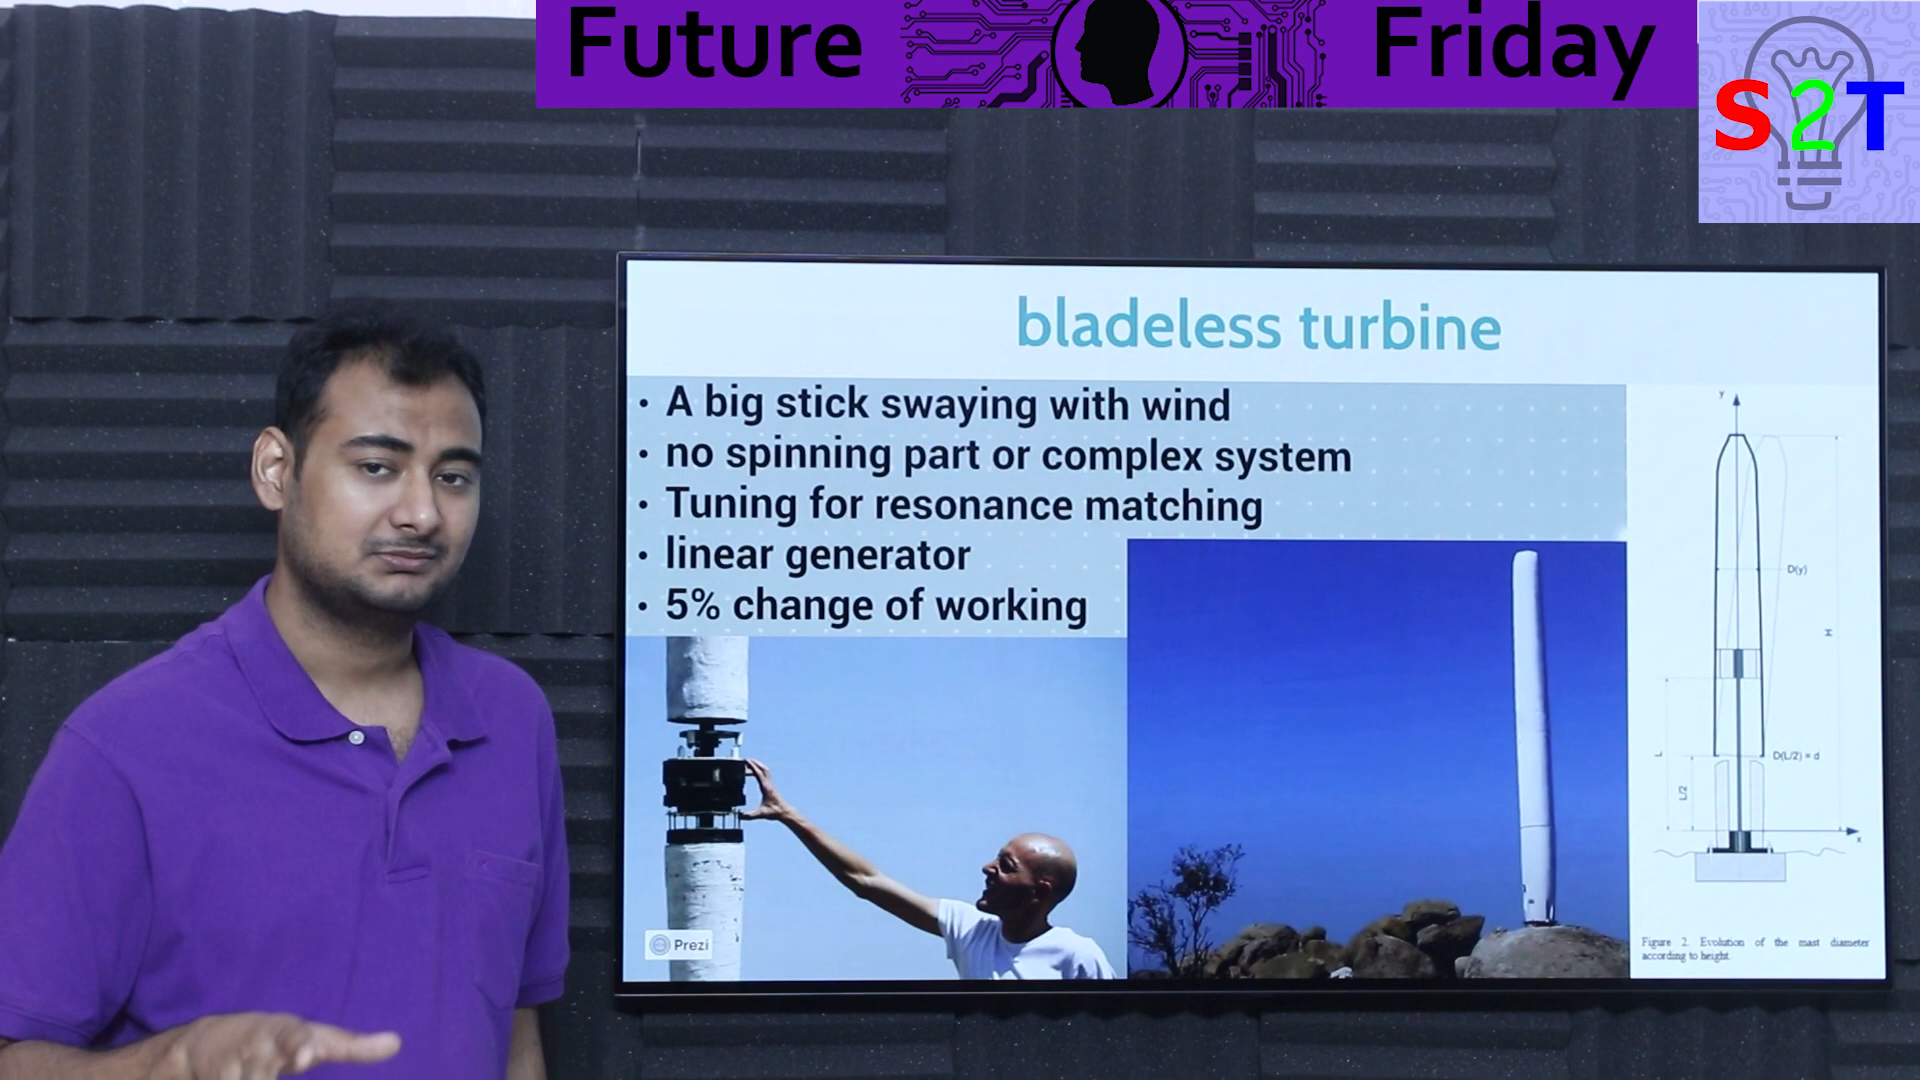 Future Friday
S2T
bladeless turbine
• A big stick swaying with wind
• no spinning part or complex system
• Tuning for resonance matching
• linear generator
• 5% change of working
y
D(y)
H
L
D(L/2) = d
L/2
x
Prezi
Figure 2. Evolution of the mast diameter
according to height.